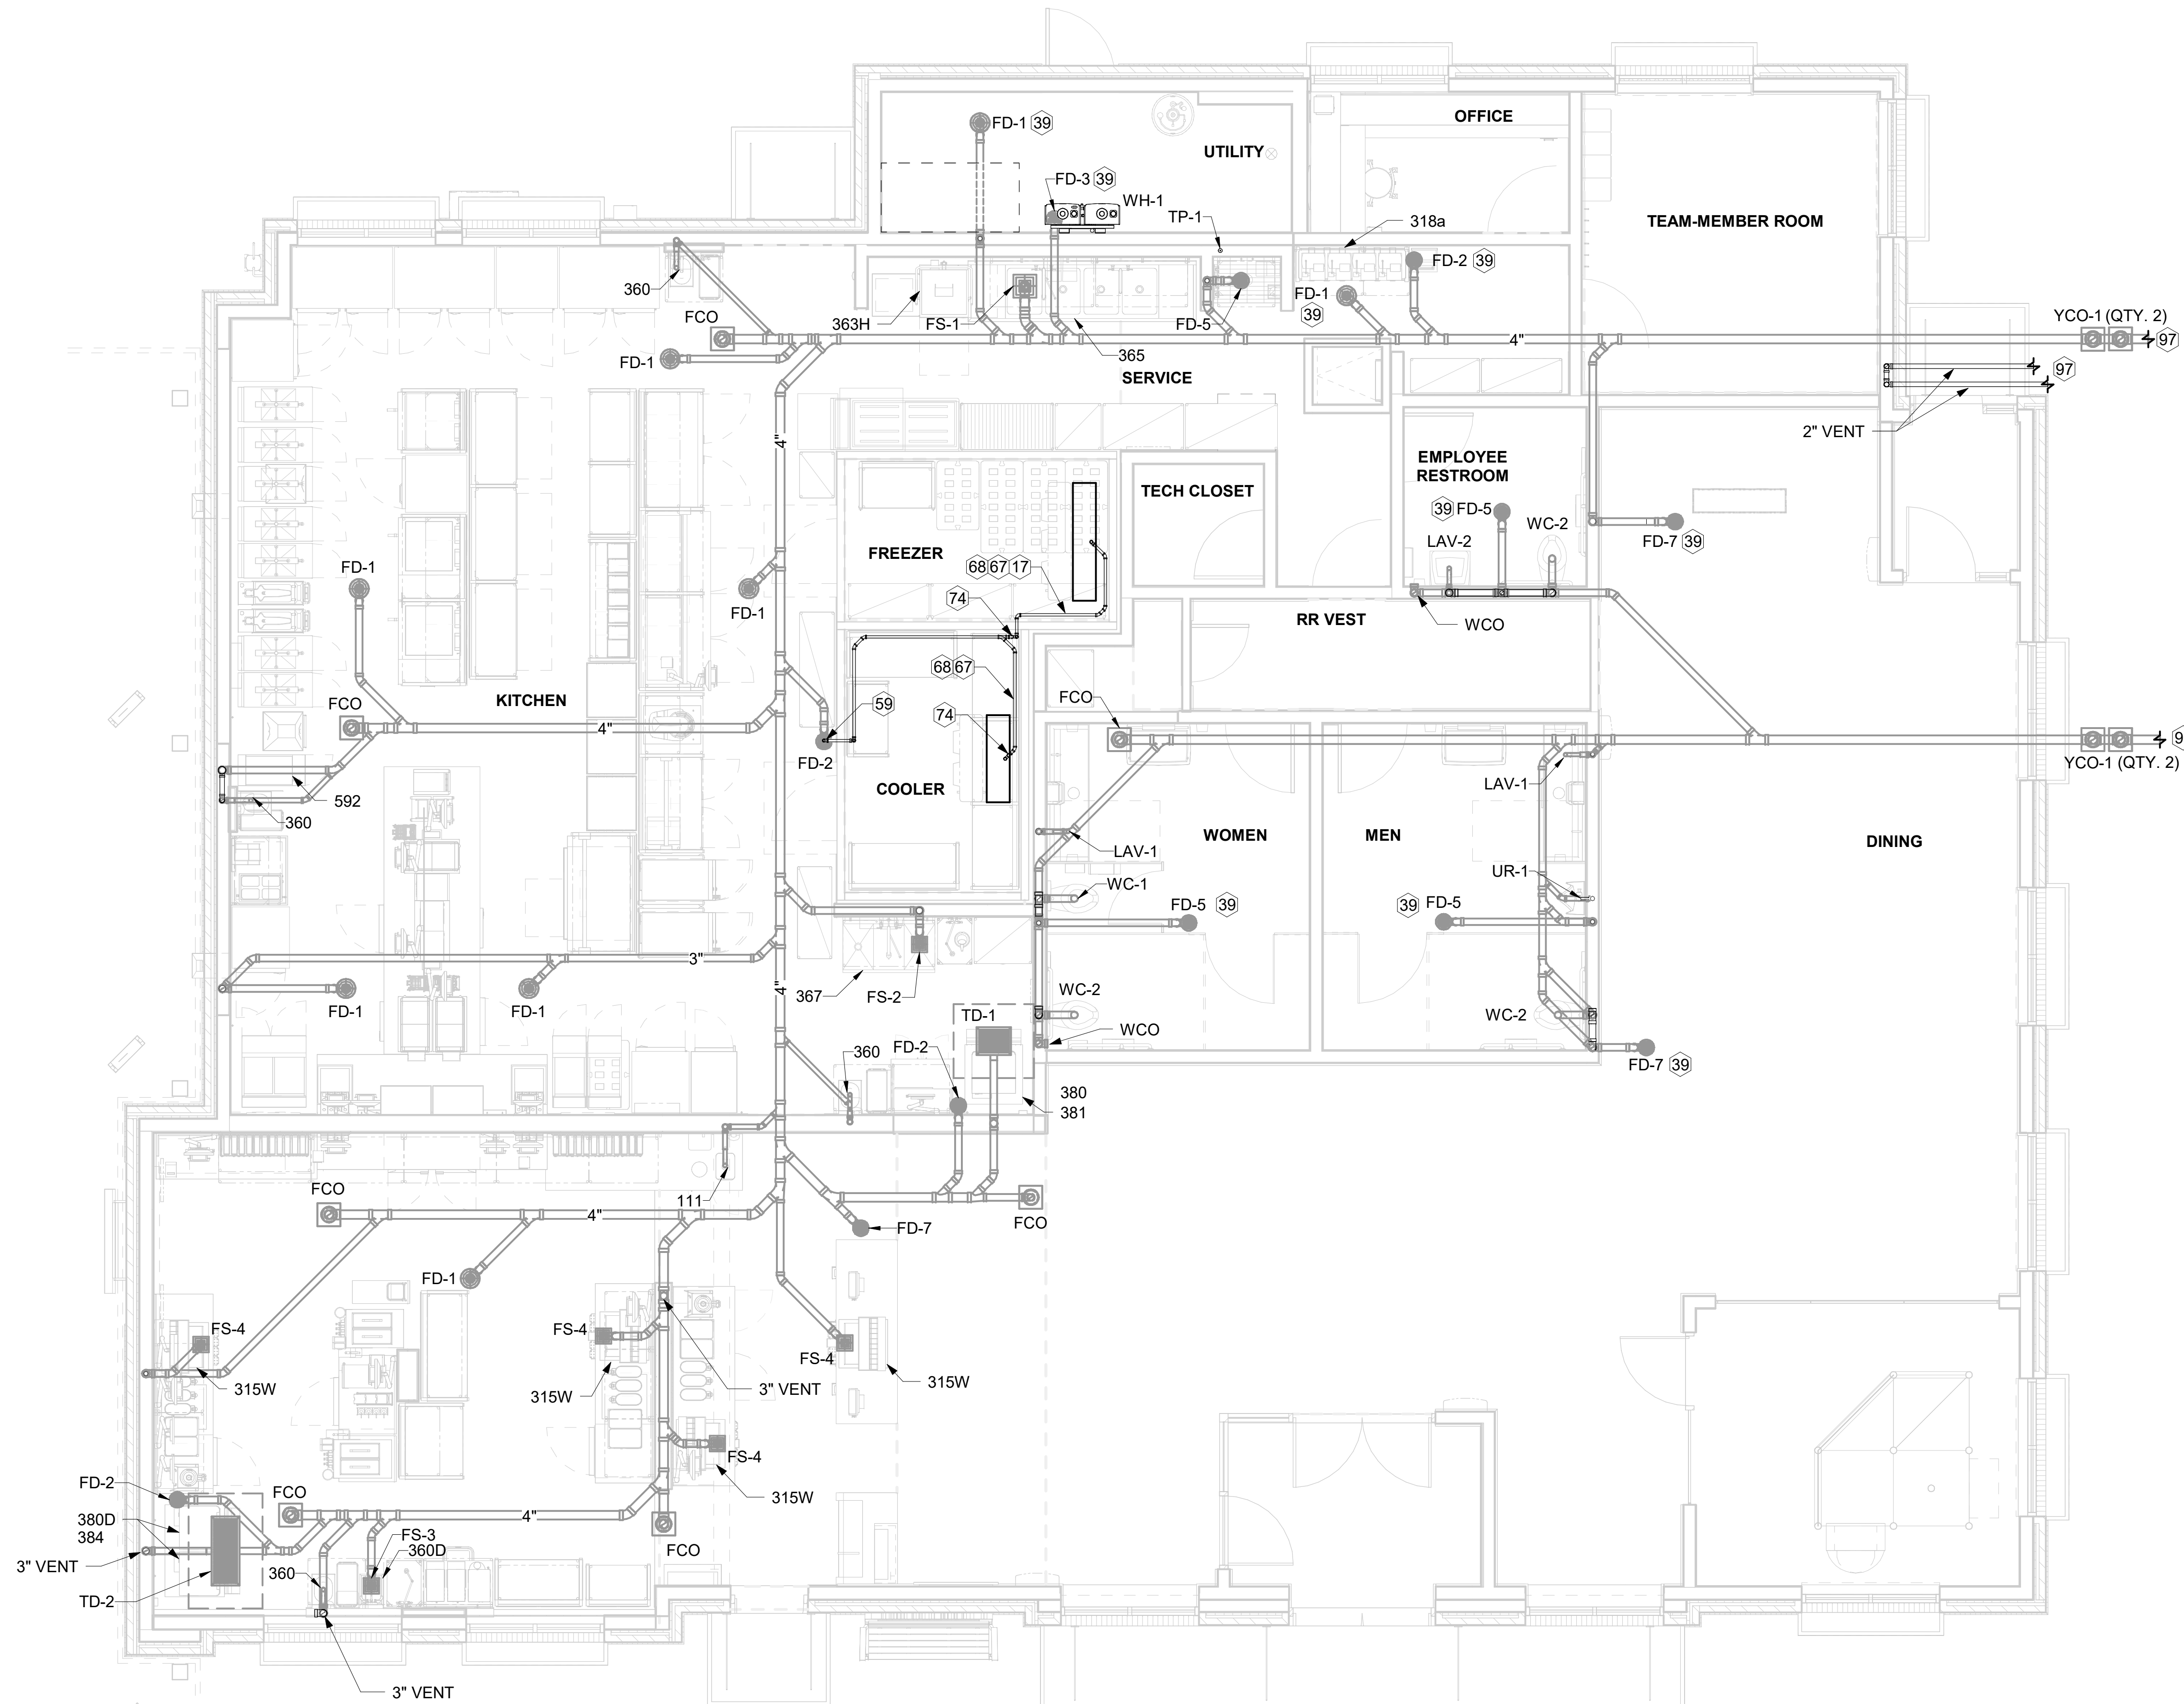 OFFICE
FD-1 39
UTILITY
FD-3 39
WH-1
TP-1
318a
TEAM-MEMBER ROOM
FD-2 39
360
FD-1
39
FCO
363H
FS-1
FD-5
YCO-1 (QTY. 2)
97
4"
FD-1
365
SERVICE
97
2" VENT
4"
EMPLOYEE
RESTROOM
TECH CLOSET
39 FD-5
WC-2
LAV-2
FD-7 39
FREEZER
68 67 17
FD-1
FD-1
74
RR VEST
WCO
68 67
KITCHEN
FCO
59
74
FCO
4"
FD-2
YCO-1 (QTY. 2)
COOLER
LAV-1
592
360
WOMEN
MEN
DINING
LAV-1
WC-1
UR-1
FD-5 39
39 FD-5
3"
4"
367
FS-2
FD-1
FD-1
WC-2
TD-1
WC-2
WCO
FD-2
360
FD-7 39
380
381
111
FCO
4"
FD-7
FCO
FD-1
FS-4
FS-4
FS-4
315W
315W
3" VENT
315W
FS-4
FD-2
FCO
315W
380D
384
4"
FS-3
360D
FCO
3" VENT
360
TD-2
3" VENT